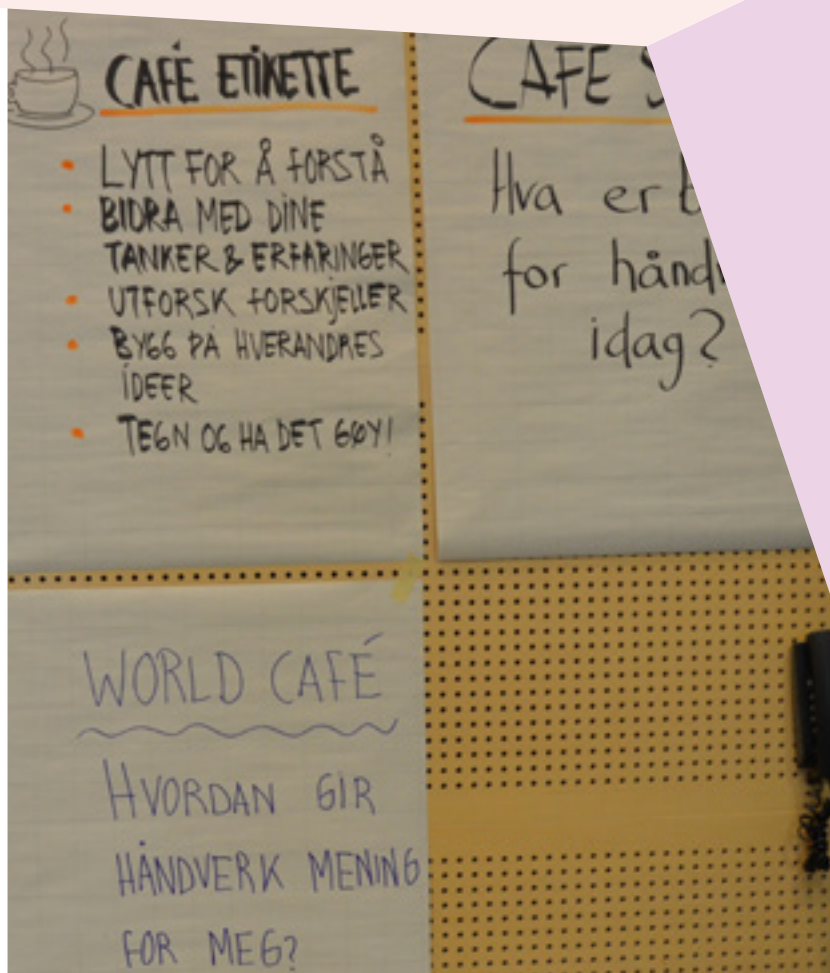 CAFÉ ETIKETTE
LYTT FOR Å FORSTÅ
BIDRA MED DINE
TANKER & ERFARINGER
UTFORSK FORSKJELLER
BYGG PÅ HVERANDRES
IDEER
TEGN OG HA DET GØY!
CAFE
Hva er
for
idag?
WORLD CAFÉ
HVORDAN GIR
HÅNDVERK MENING
FOR MEG?